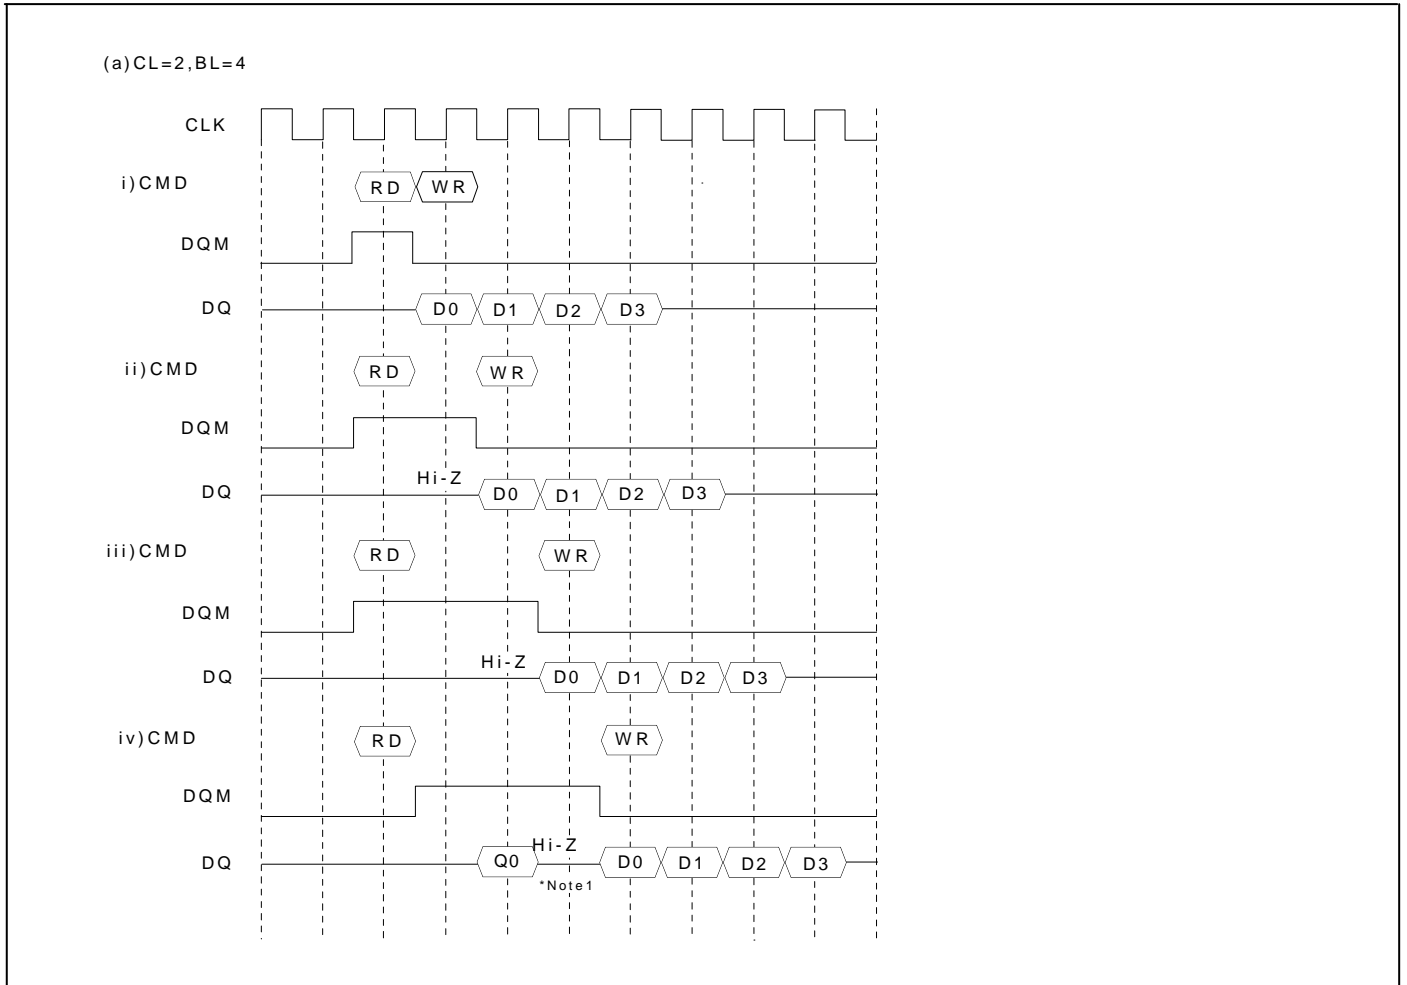 (a)CL=2,BL=4
CLK
i)CMD RD WR
DQM
DQ D0 D1 D2 D3
ii)CMD RD WR
DQM
Hi-Z
DQ D0 D1 D2 D3
iii)CMD RD WR
DQM
Hi-Z
DQ D0 D1 D2 D3
iv)CMD RD WR
DQM
Hi-Z
DQ Q0 D0 D1 D2 D3
*Note1